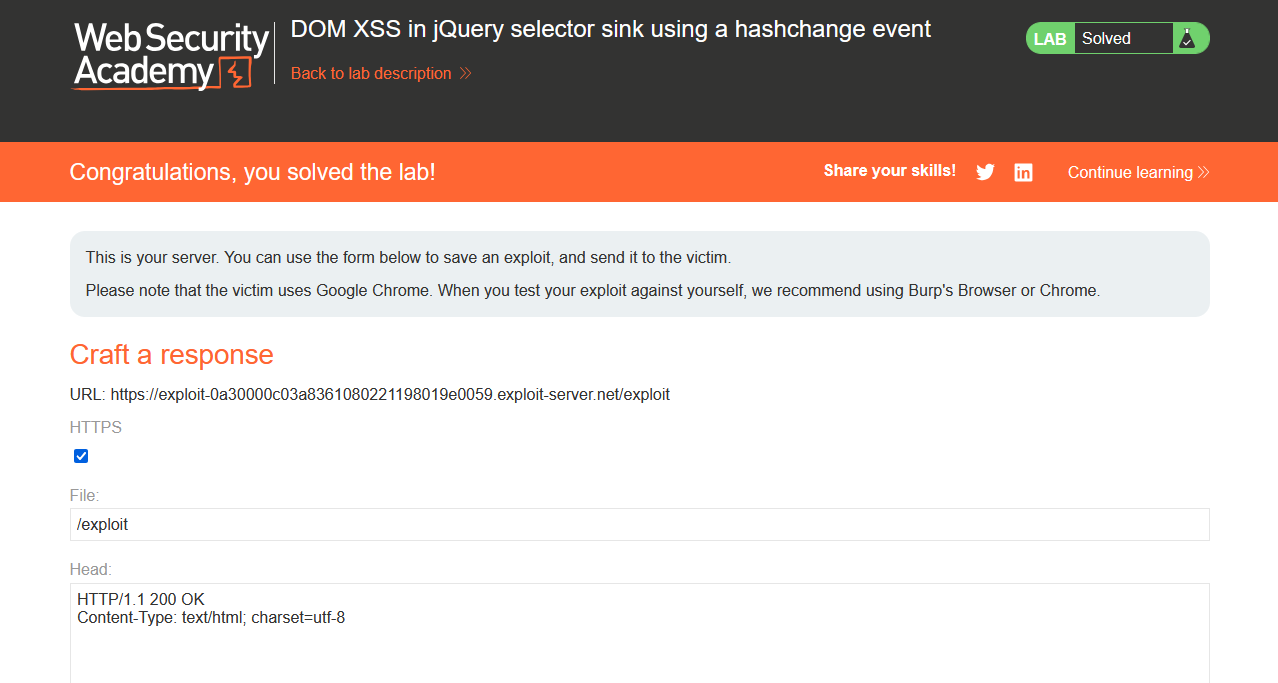 WebSecurity
Academy
DOM XSS in jQuery selector sink using a hashchange event
Back to lab description
LAB Solved
Congratulations, you solved the lab!
Share your skills!
Continue learning
This is your server. You can use the form below to save an exploit, and send it to the victim.
Please note that the victim uses Google Chrome. When you test your exploit against yourself, we recommend using Burp's Browser or Chrome.
Craft a response
URL: https://exploit-0a30000c03a8361080221198019e0059.exploit-server.net/exploit
HTTPS
File:
/exploit
Head:
HTTP/1.1 200 OK
Content-Type: text/html; charset=utf-8